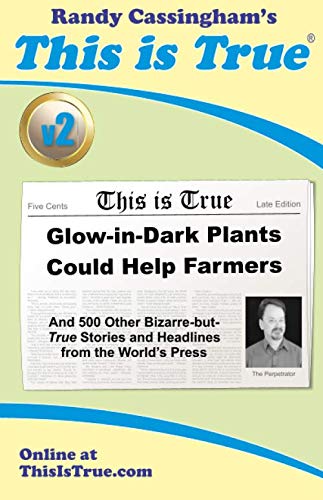 Randy Cassingham's
This is True®
v2
Five Cents
This is True
Late Edition
Glow-in-Dark Plants
Could Help Farmers
And 500 Other Bizarre-but-
True Stories and Headlines
from the World's Press
The Perpetrator
Online at
ThisIsTrue.com